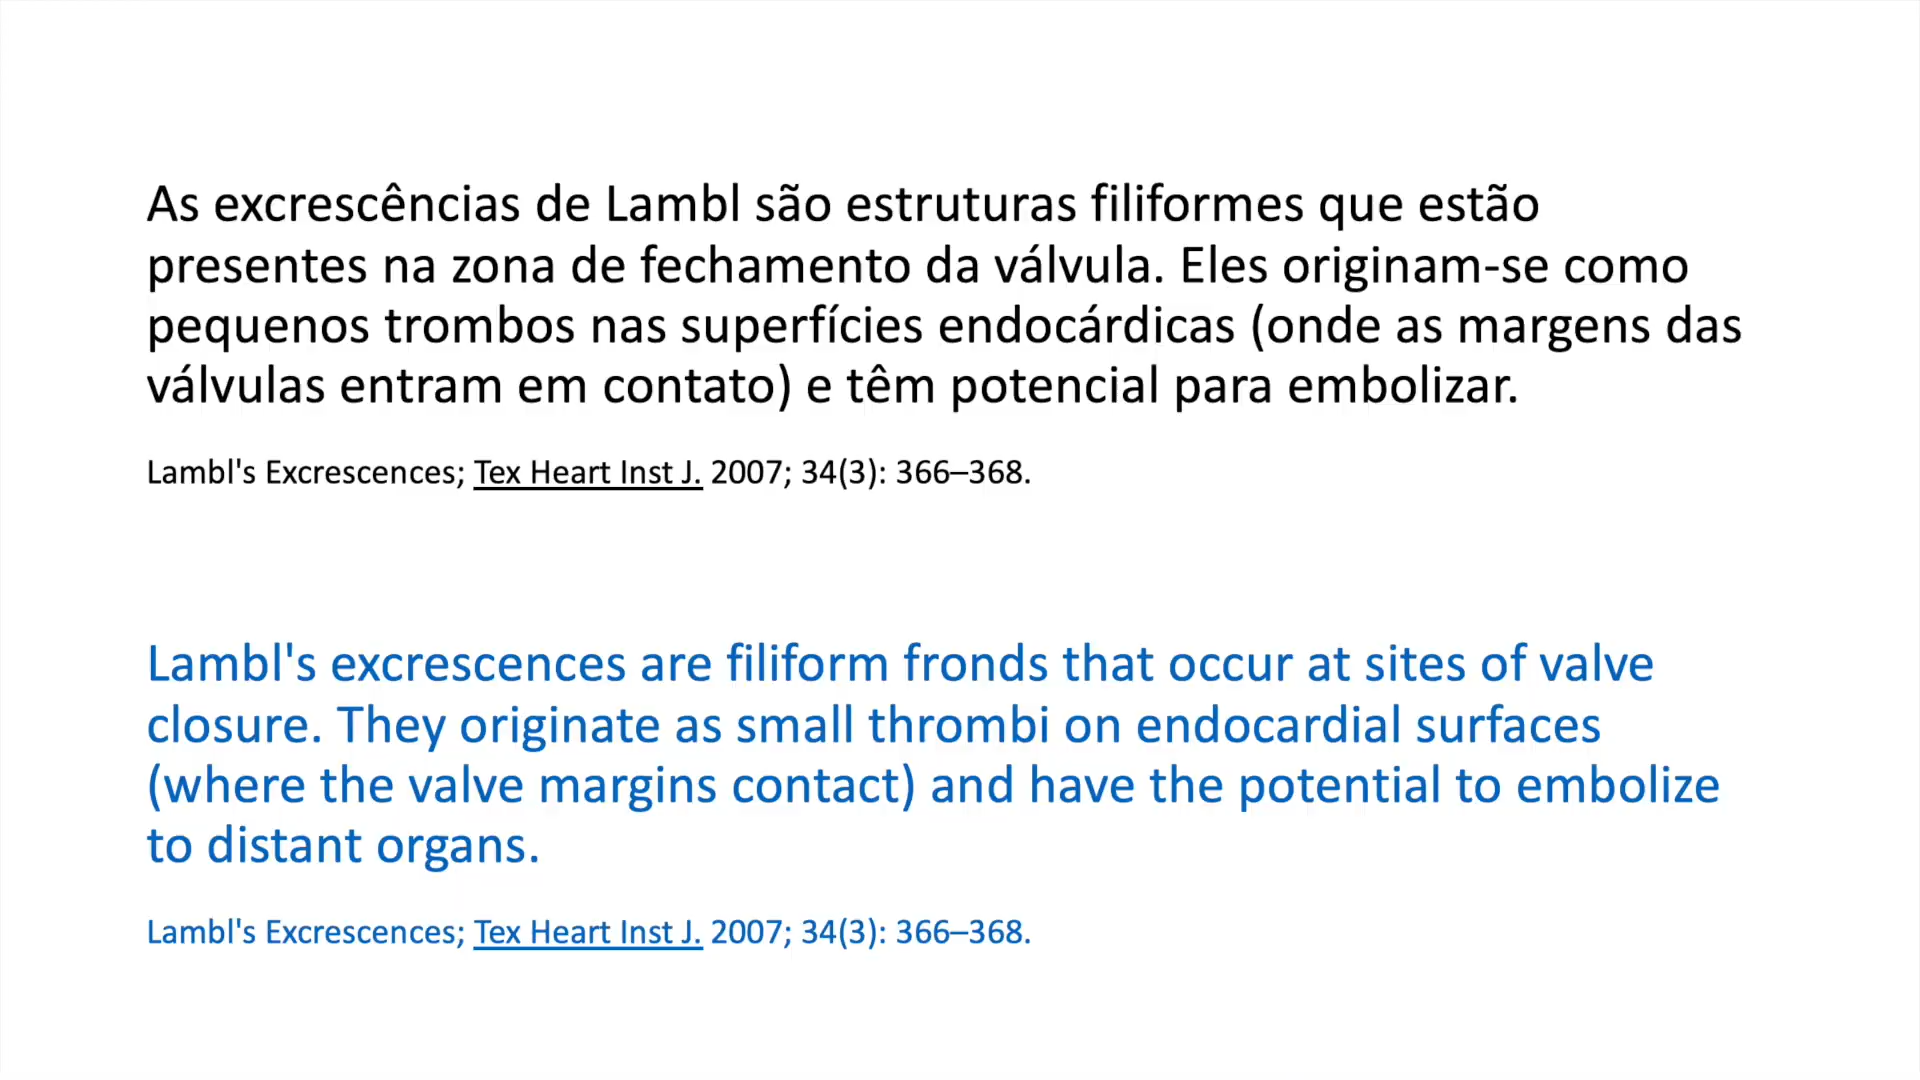 As excrescências de Lambl são estruturas filiformes que estão
presentes na zona de fechamento da válvula. Eles originam-se como
pequenos trombos nas superfícies endocárdicas (onde as margens das
válvulas entram em contato) e têm potencial para embolizar.
Lambl's Excrescences; Tex Heart Inst J. 2007; 34(3): 366–368.
Lambl's excrescences are filiform fronds that occur at sites of valve
closure. They originate as small thrombi on endocardial surfaces
(where the valve margins contact) and have the potential to embolize
to distant organs.
Lambl's Excrescences; Tex Heart Inst J. 2007; 34(3): 366–368.